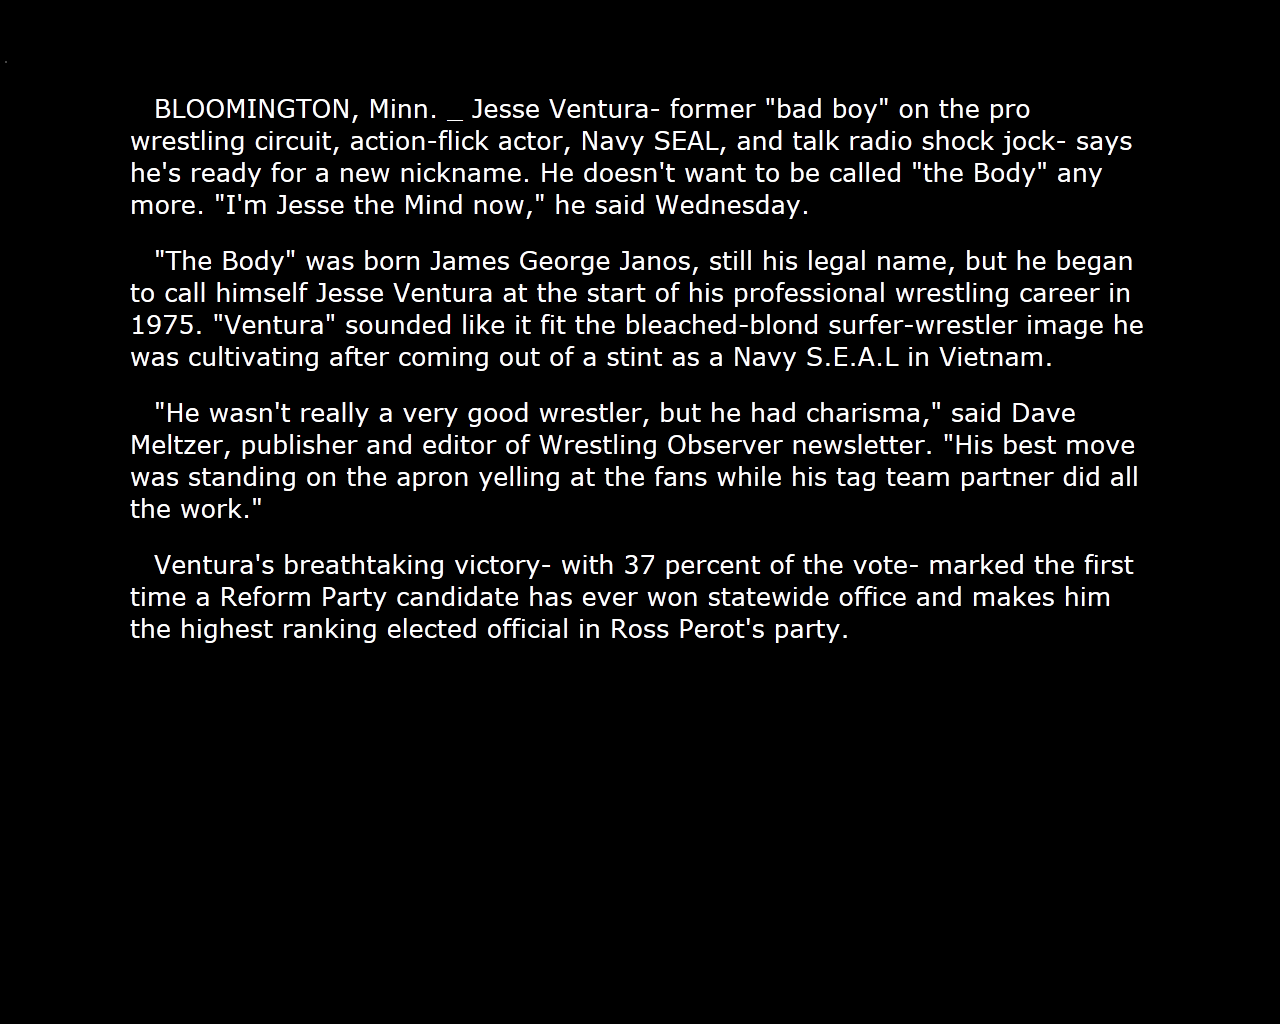 BLOOMINGTON, Minn. _ Jesse Ventura- former "bad boy" on the pro
wrestling circuit, action-flick actor, Navy SEAL, and talk radio shock jock- says
he's ready for a new nickname. He doesn't want to be called "the Body" any
more. "I'm Jesse the Mind now," he said Wednesday.
"The Body" was born James George Janos, still his legal name, but he began
to call himself Jesse Ventura at the start of his professional wrestling career in
1975. "Ventura" sounded like it fit the bleached-blond surfer-wrestler image he
was cultivating after coming out of a stint as a Navy S.E.A.L in Vietnam.
"He wasn't really a very good wrestler, but he had charisma," said Dave
Meltzer, publisher and editor of Wrestling Observer newsletter. "His best move
was standing on the apron yelling at the fans while his tag team partner did all
the work."
Ventura's breathtaking victory- with 37 percent of the vote- marked the first
time a Reform Party candidate has ever won statewide office and makes him
the highest ranking elected official in Ross Perot's party.